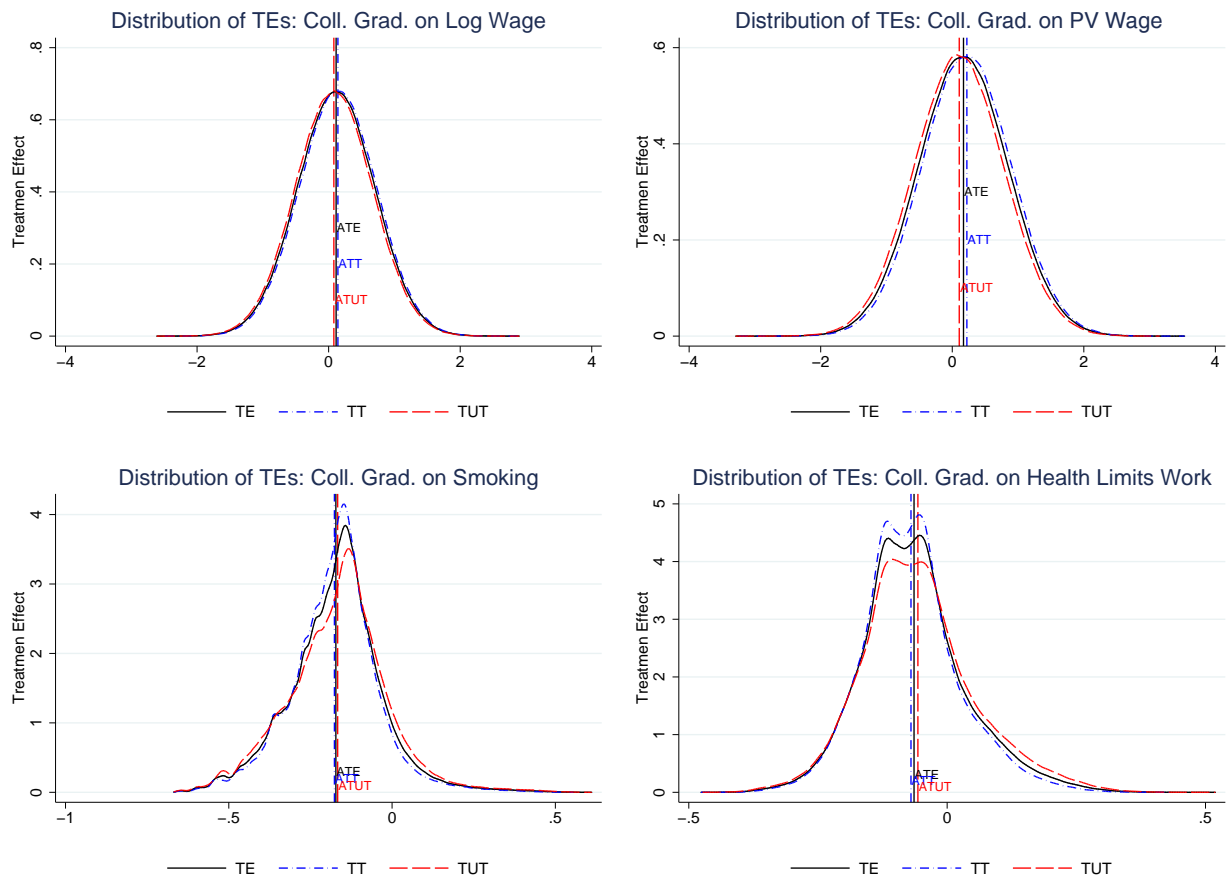 Distribution of TEs: Coll. Grad. on Log Wage
Treatmen Effect
.8
.6
.4
.2
0
ATE
ATT
ATUT
−4 −2 0 2 4
TE TT TUT
Distribution of TEs: Coll. Grad. on PV Wage
Treatmen Effect
.6
.4
.2
0
ATE
ATT
ATUT
−4 −2 0 2 4
TE TT TUT
Distribution of TEs: Coll. Grad. on Smoking
Treatmen Effect
4
3
2
1
0
ATE
ATT
ATUT
−1 −.5 0 .5
TE TT TUT
Distribution of TEs: Coll. Grad. on Health Limits Work
Treatmen Effect
5
4
3
2
1
0
ATE
ATT
ATUT
−.5 0 .5
TE TT TUT